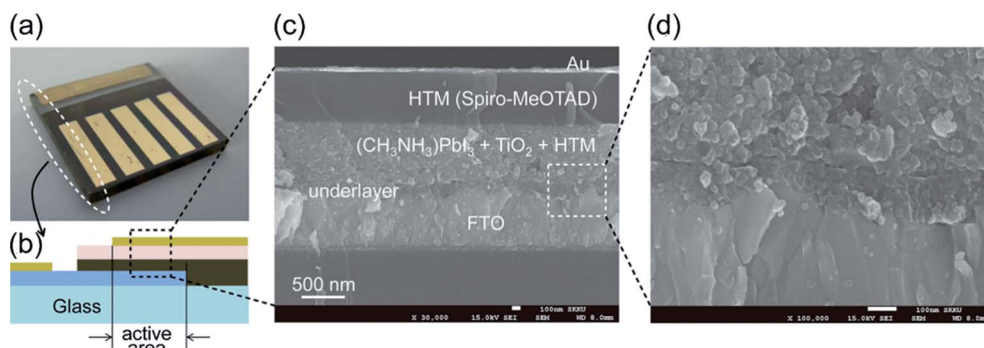 (a)
(b)
Glass
active
area
(c)
Au
HTM (Spiro-MeOTAD)
(CH₃NH₃)PbI₃ + TiO₂ + HTM
underlayer
FTO
500 nm
100nm SKKU
X 30,000 15.0kV SEI SEM WD 8.0mm
(d)
100nm SKKU
X 100,000 15.0kV SEI SEM WD 8.0mm